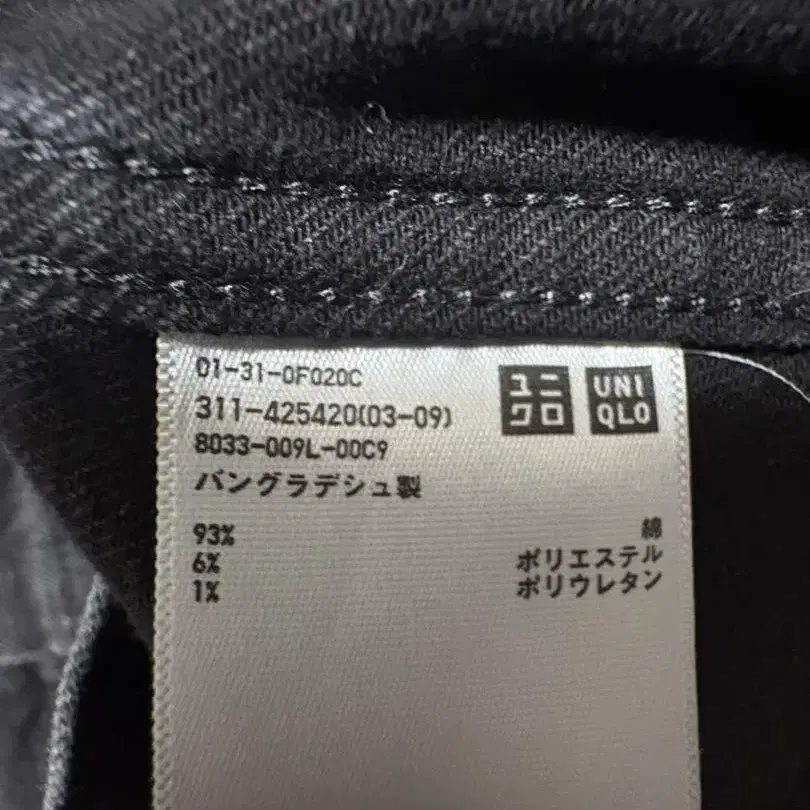 01-31-0F020C
311-425420(03-09)
8033-009L-00C9
バングラデシュ製
ユニクロ
UNIQLO
93% 綿
6% ポリエステル
1% ポリウレタン